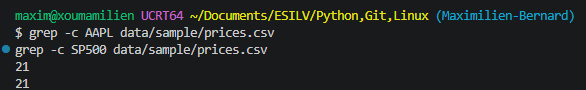 maxim@xoumamilien UCRT64 ~/Documents/ESILV/Python,Git,Linux (Maximilien-Bernard)
$ grep -c AAPL data/sample/prices.csv
grep -c SP500 data/sample/prices.csv
21
21